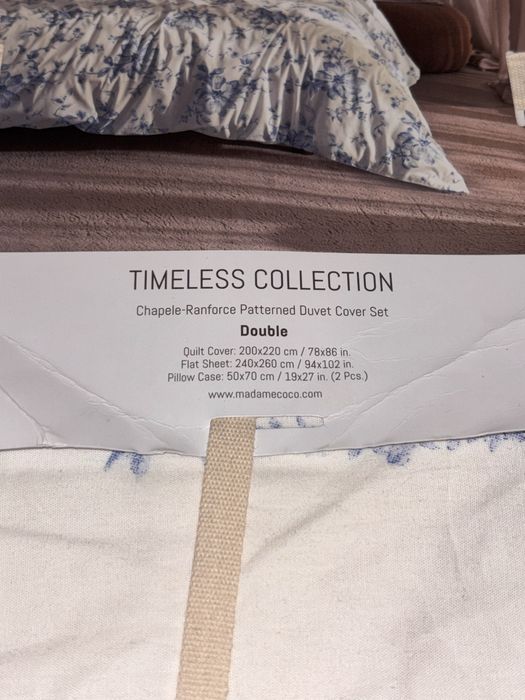 TIMELESS COLLECTION
Chapele-Ranforce Patterned Duvet Cover Set
Double
Quilt Cover: 200x220 cm / 78x86 in.
Flat Sheet: 240x260 cm / 94x102 in.
Pillow Case: 50x70 cm / 19x27 in. (2 Pcs.)
www.madamecoco.com